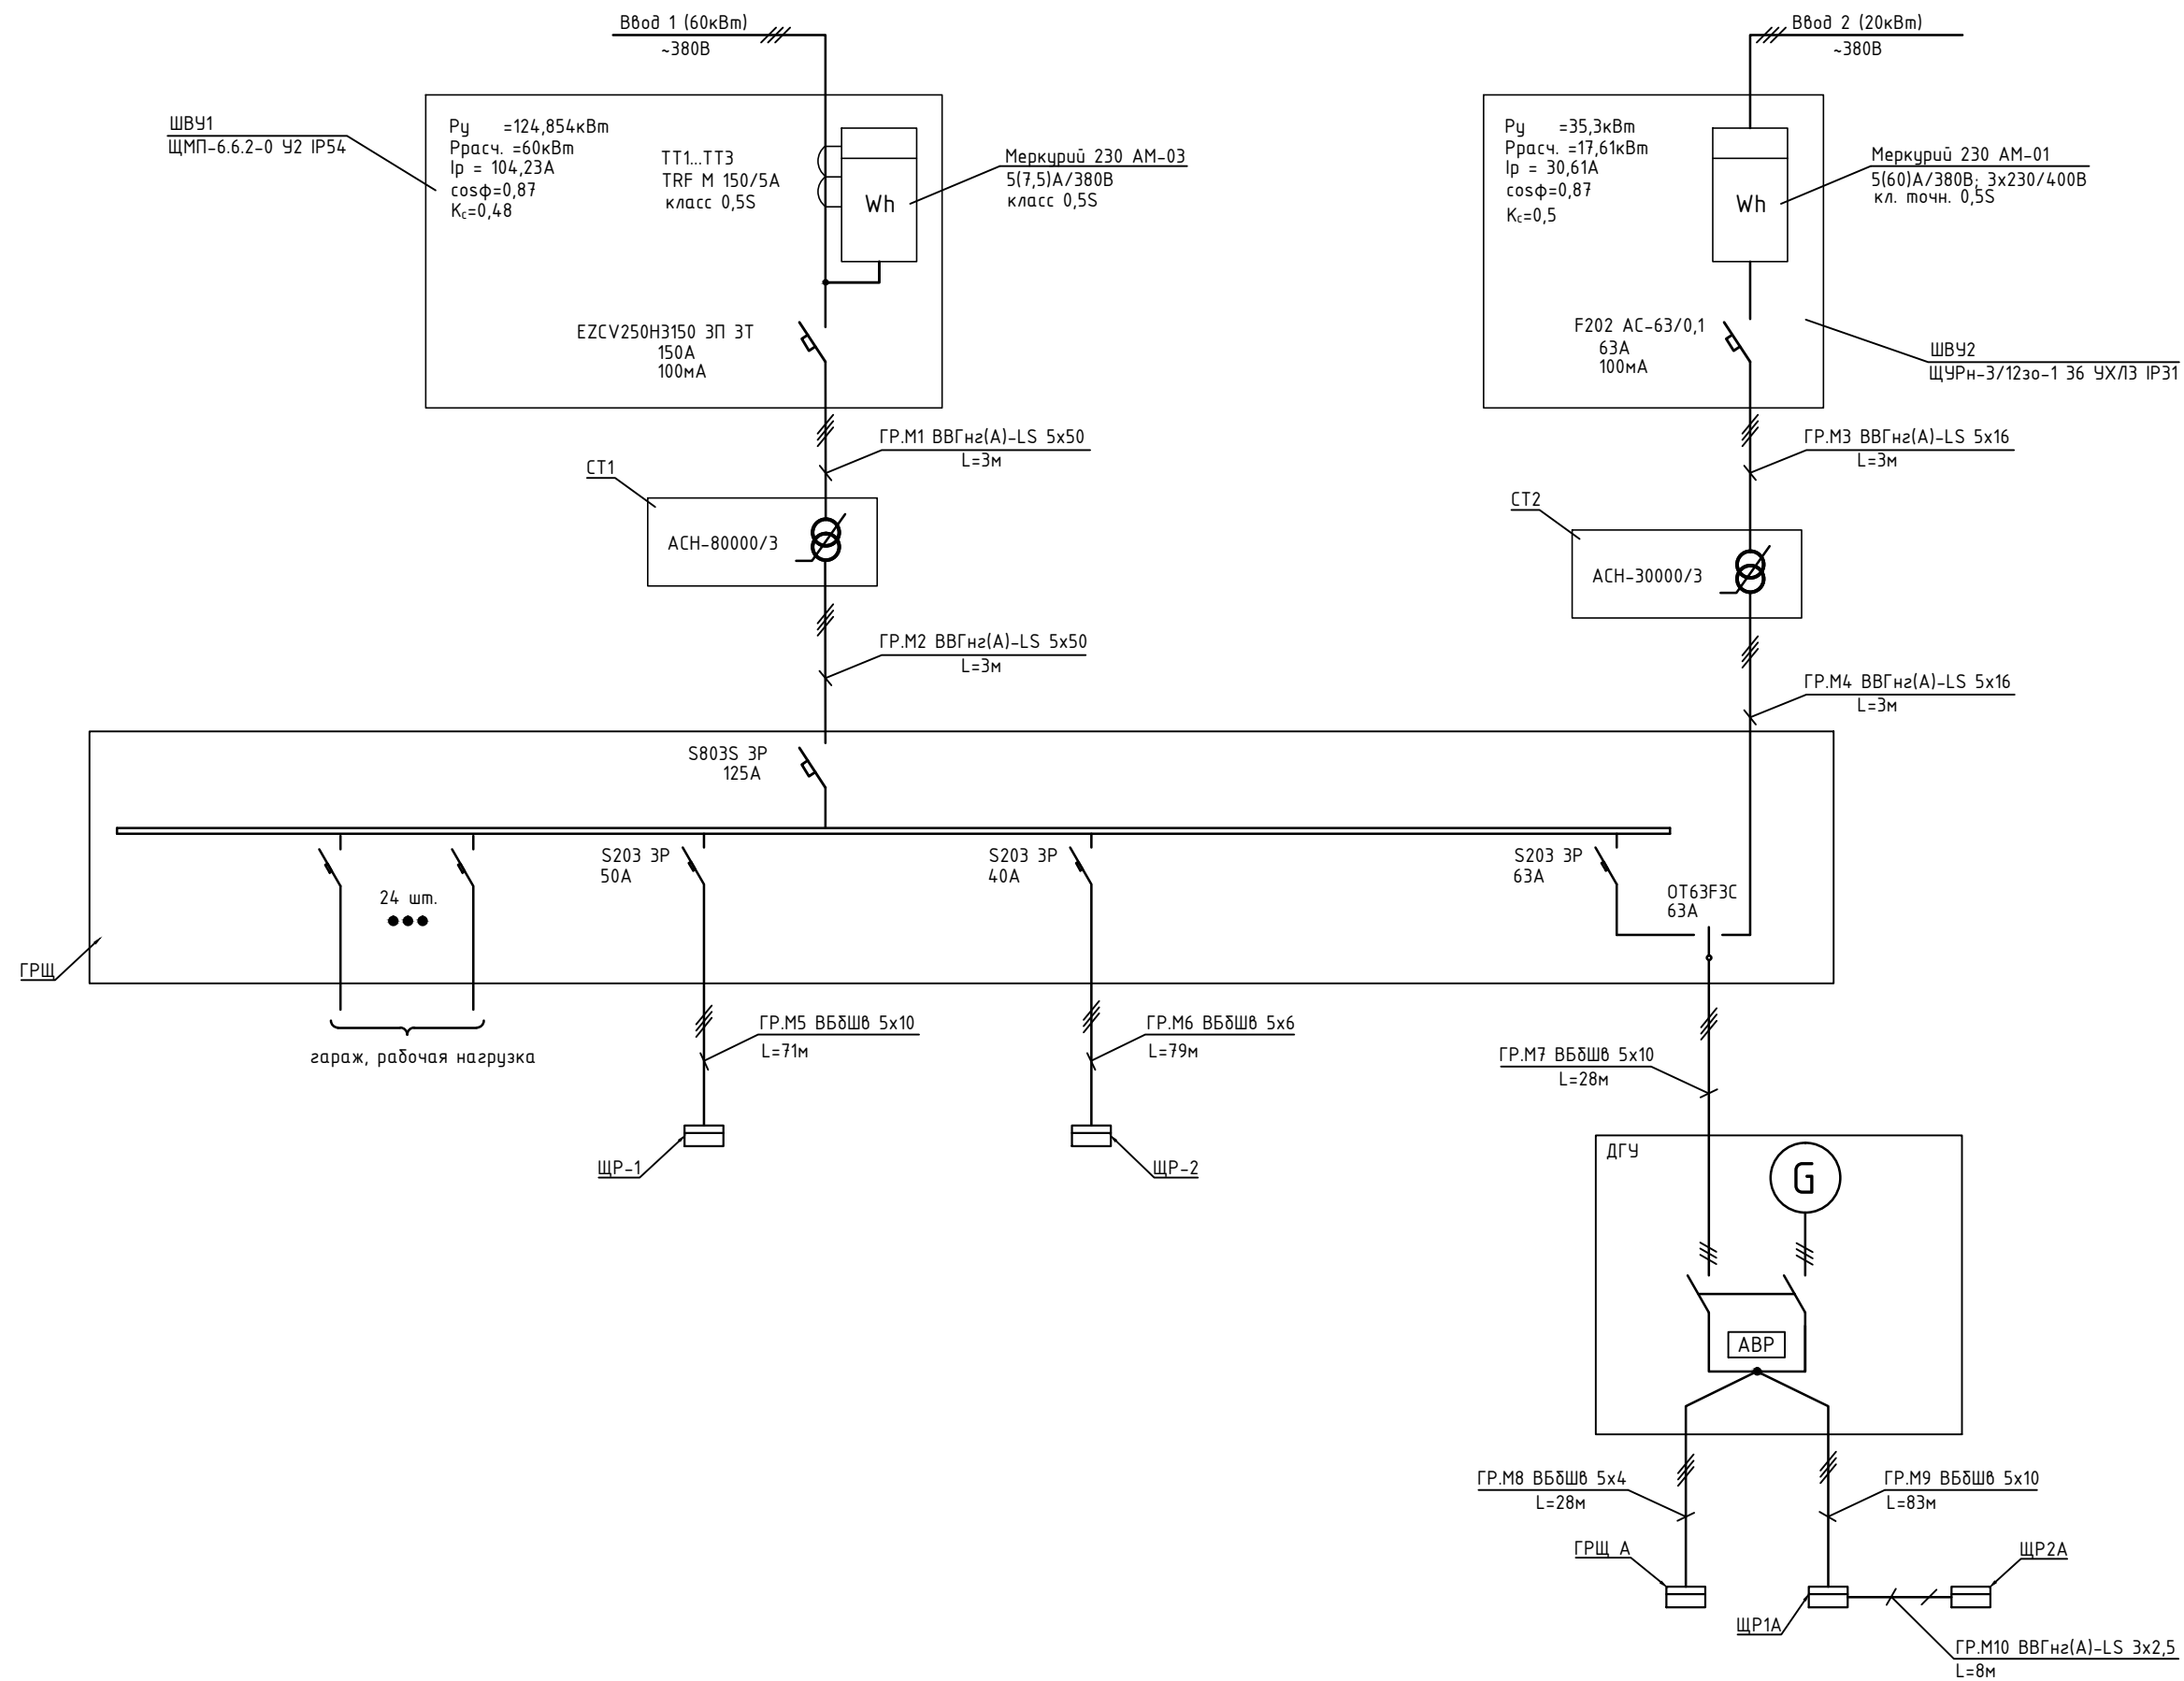 Ввод 1 (60кВт)
~380В
Ввод 2 (20кВт)
~380В
ШВУ1
ЩМП-6.6.2-0 У2 IP54
Ру =124,854кВт
Ррасч. =60кВт
Iр = 104,23А
cosφ=0,87
Kс=0,48
ТТ1...ТТ3
TRF M 150/5А
класс 0,5S
Wh
Меркурий 230 АМ-03
5(7,5)А/380В
класс 0,5S
EZCV250H3150 3П 3Т
150А
100мА
Ру =35,3кВт
Ррасч. =17,61кВт
Iр = 30,61А
cosφ=0,87
Kс=0,5
Wh
Меркурий 230 АМ-01
5(60)А/380В; 3х230/400В
кл. точн. 0,5S
F202 АС-63/0,1
63А
100мА
ШВУ2
ЩУРн-3/12зо-1 36 УХЛ3 IP31
ГР.М1 ВВГнг(А)-LS 5х50
L=3м
ГР.М3 ВВГнг(А)-LS 5х16
L=3м
СТ1
АСН-80000/3
СТ2
АСН-30000/3
ГР.М2 ВВГнг(А)-LS 5х50
L=3м
ГР.М4 ВВГнг(А)-LS 5х16
L=3м
S803S 3P
125А
24 шт.
S203 3P
50А
S203 3P
40А
S203 3P
63А
OT63F3C
63А
ГРЩ
гараж, рабочая нагрузка
ГР.М5 ВБбШв 5х10
L=71м
ГР.М6 ВБбШв 5х6
L=79м
ГР.М7 ВБбШв 5х10
L=28м
ЩР-1
ЩР-2
ДГУ
G
АВР
ГР.М8 ВБбШв 5х4
L=28м
ГР.М9 ВБбШв 5х10
L=83м
ГРЩ А
ЩР2А
ЩР1А
ГР.М10 ВВГнг(А)-LS 3х2,5
L=8м